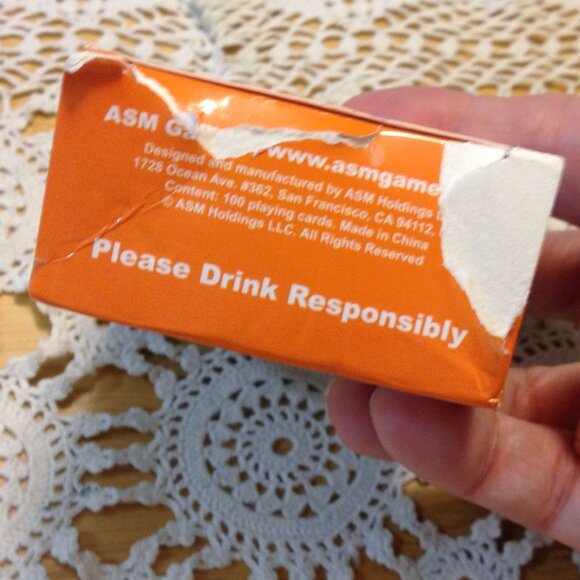 ASM Ga www.asmgame
Designed and manufactured by ASM Holdings
1728 Ocean Ave. #362, San Francisco, CA 94112,
Content: 100 playing cards. Made in China
© ASM Holdings LLC. All Rights Reserved
Please Drink Responsibly